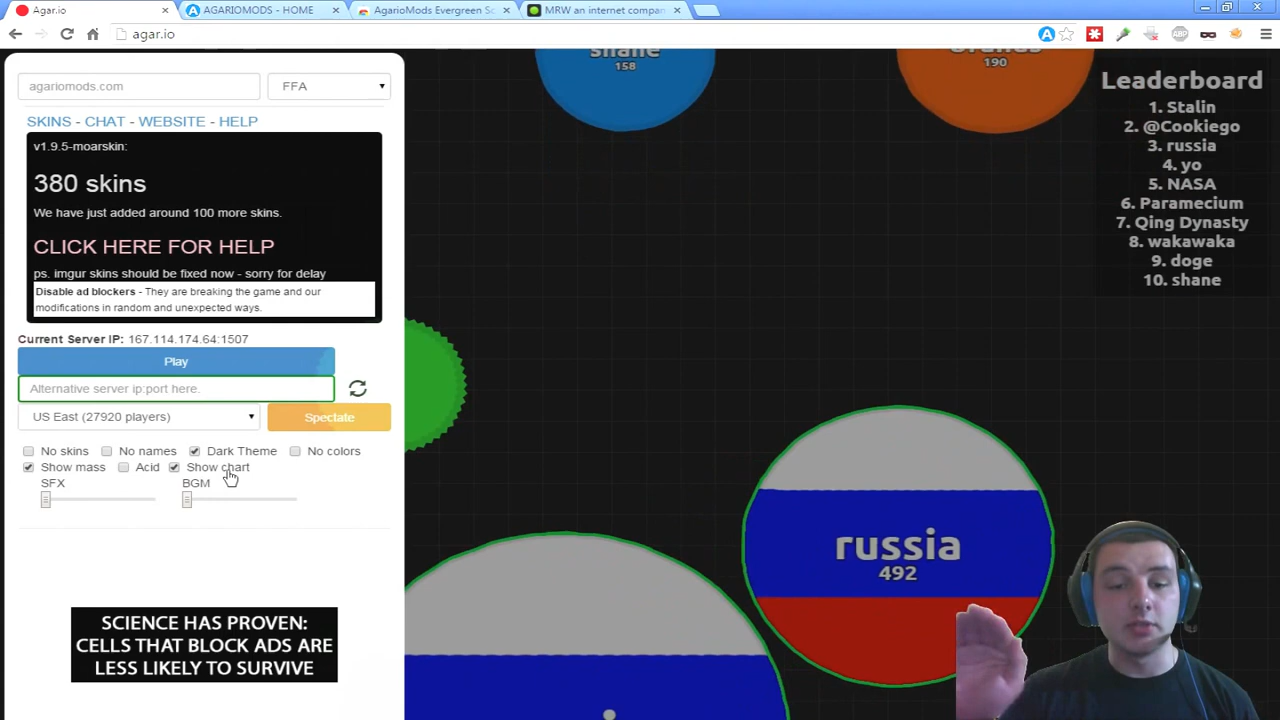 Agar.io
AGARIOMODS - HOME
AgarioMods Evergreen Sc
MRW an internet compan
agar.io
agariomods.com
FFA
SKINS - CHAT - WEBSITE - HELP
v1.9.5-moarskin:
380 skins
We have just added around 100 more skins.
CLICK HERE FOR HELP
ps. imgur skins should be fixed now - sorry for delay
Disable ad blockers - They are breaking the game and our
modifications in random and unexpected ways.
Current Server IP: 167.114.174.64:1507
Play
Alternative server ip:port here.
US East (27920 players)
Spectate
No skins
No names
Dark Theme
No colors
Show mass
Acid
Show chart
SFX
BGM
SCIENCE HAS PROVEN:
CELLS THAT BLOCK ADS ARE
LESS LIKELY TO SURVIVE
shane
158
190
russia
492
Leaderboard
1. Stalin
2. @Cookiego
3. russia
4. yo
5. NASA
6. Paramecium
7. Qing Dynasty
8. wakawaka
9. doge
10. shane
ABP